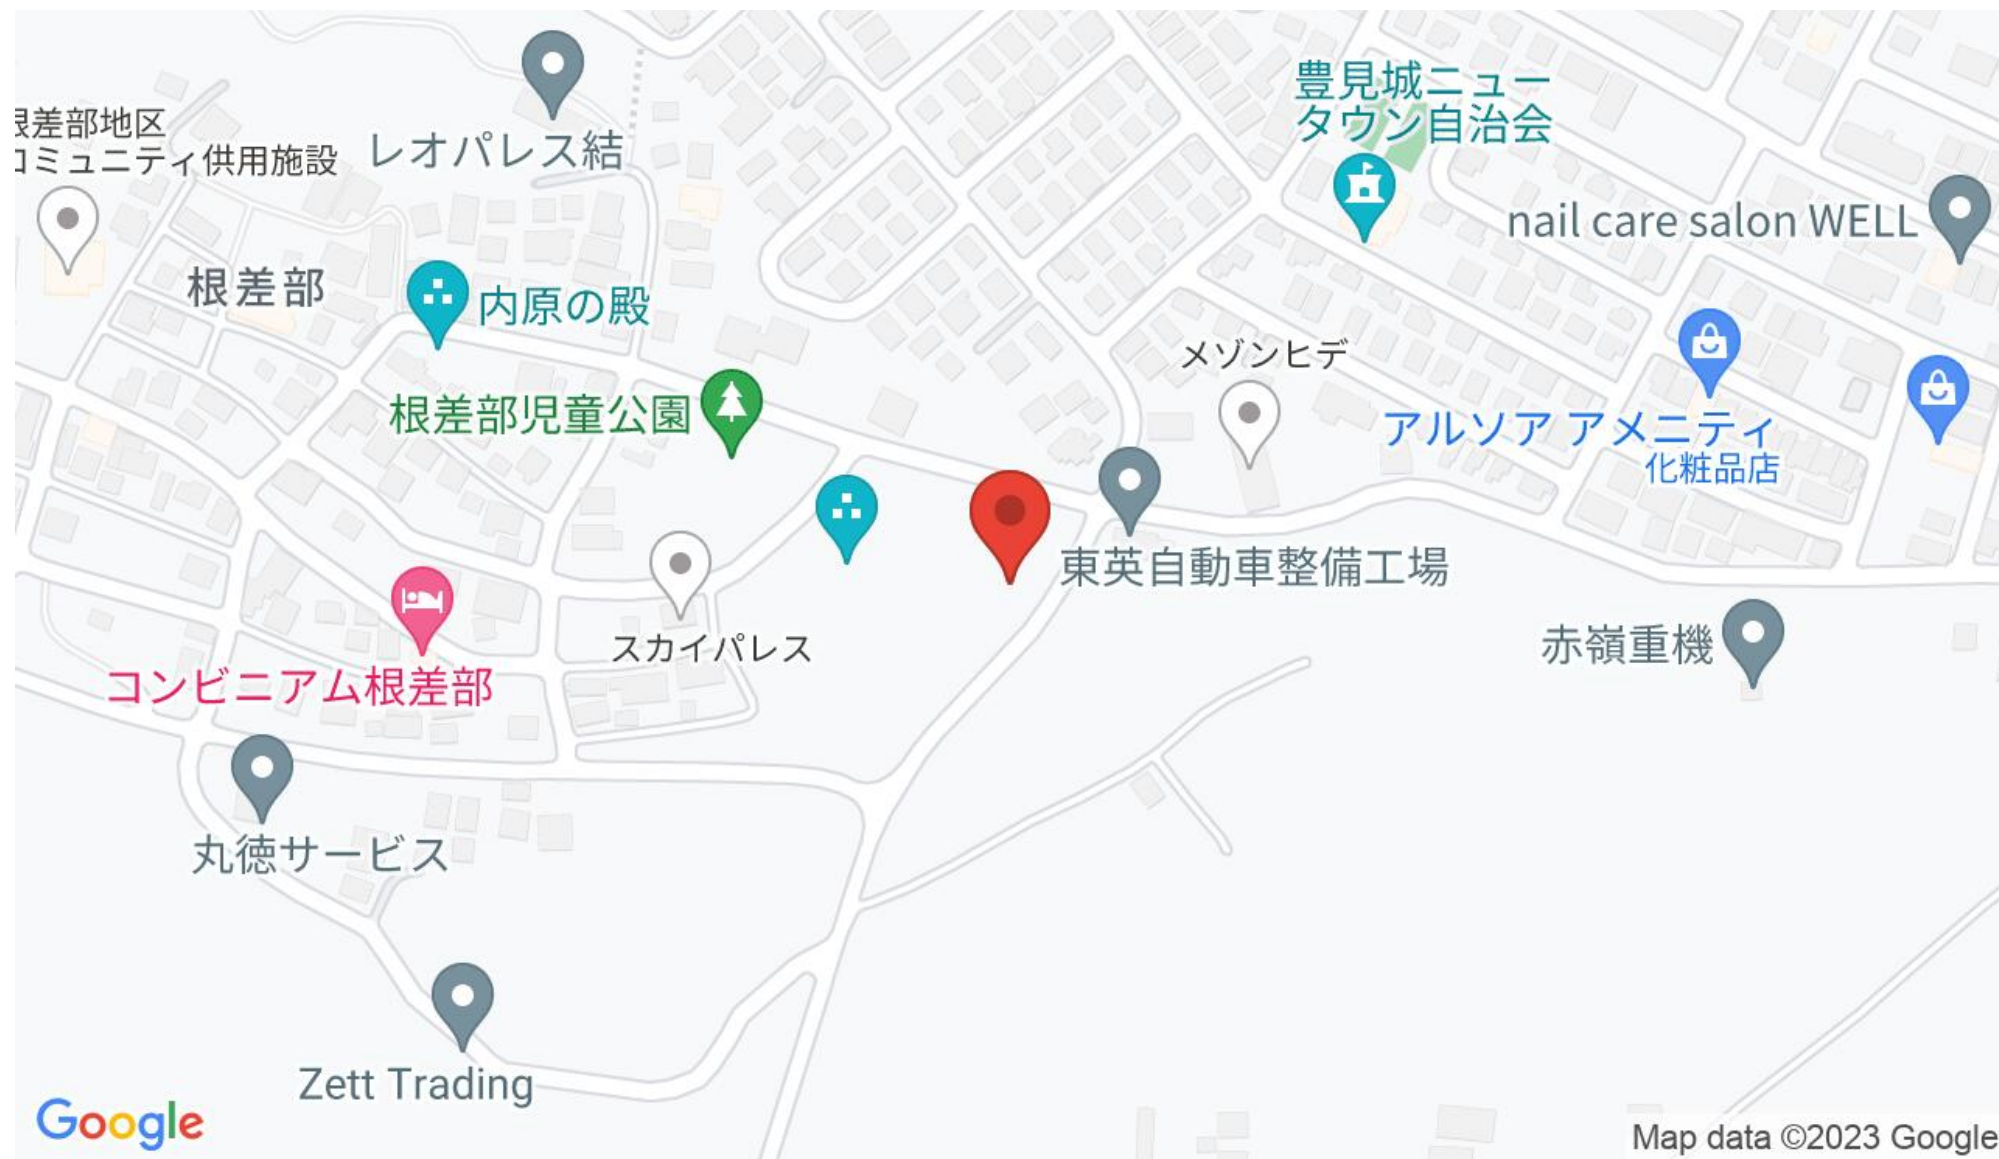 豊見城ニュー
タウン自治会
差部地区
ミュニティ供用施設
レオパレス結
nail care salon WELL
根差部
内原の殿
メゾンヒデ
根差部児童公園
アルソア アメニティ
化粧品店
東英自動車整備工場
スカイパレス
赤嶺重機
コンビニアム根差部
丸徳サービス
Zett Trading
Google
Map data ©2023 Google